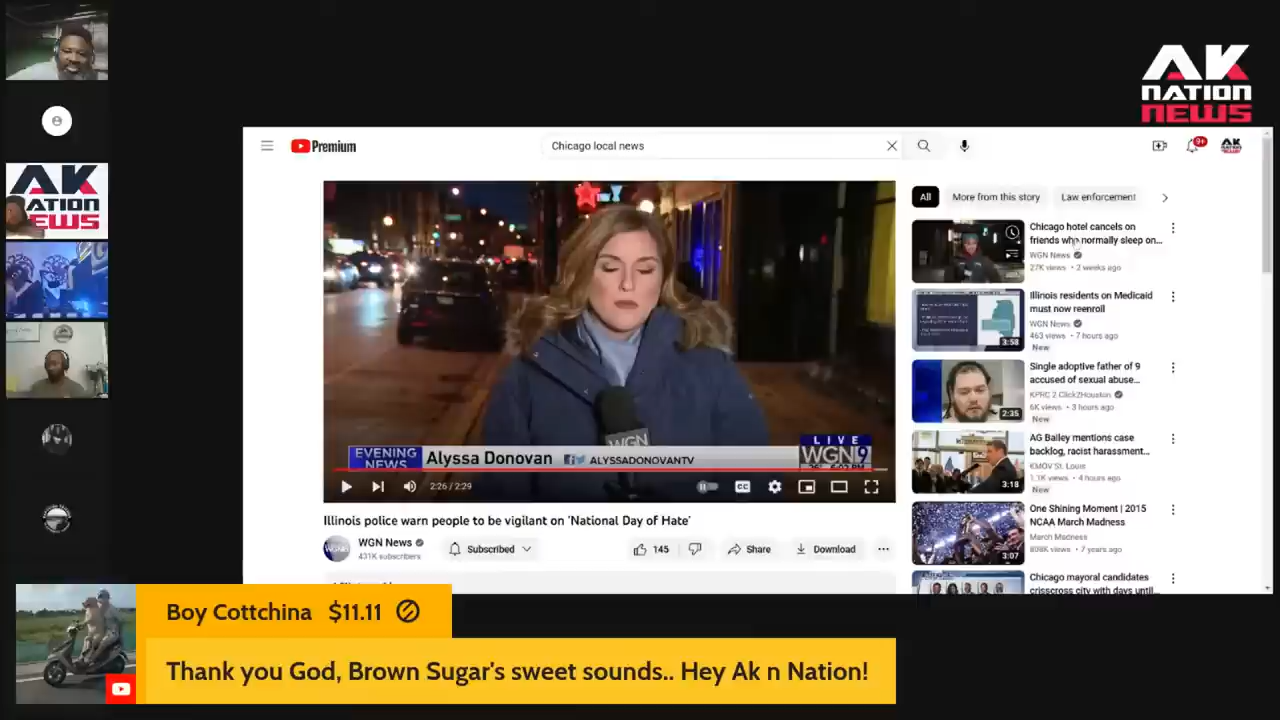 AK
NATION
NEWS
AK
NATION
NEWS
Premium
Chicago local news
9+
All
More from this story
Law enforcement
WGN
EVENING
NEWS
Alyssa Donovan
ALYSSADONOVANTV
LIVE
WGN9
2:26 / 2:29
CC
Illinois police warn people to be vigilant on 'National Day of Hate'
WGN News
431K subscribers
Subscribed
145
Share
Download
Chicago hotel cancels on
friends who normally sleep on...
WGN News
27K views • 2 weeks ago
3:58
Illinois residents on Medicaid
must now reenroll
WGN News
463 views • 7 hours ago
New
2:35
Single adoptive father of 9
accused of sexual abuse...
KPRC 2 Click2Houston
6K views • 3 hours ago
New
3:18
AG Bailey mentions case
backlog, racist harassment...
KMOV St. Louis
1.1K views • 4 hours ago
New
3:07
One Shining Moment | 2015
NCAA March Madness
March Madness
808K views • 7 years ago
Chicago mayoral candidates
crisscross city with days until...
Boy Cottchina $11.11
Thank you God, Brown Sugar's sweet sounds.. Hey Ak n Nation!